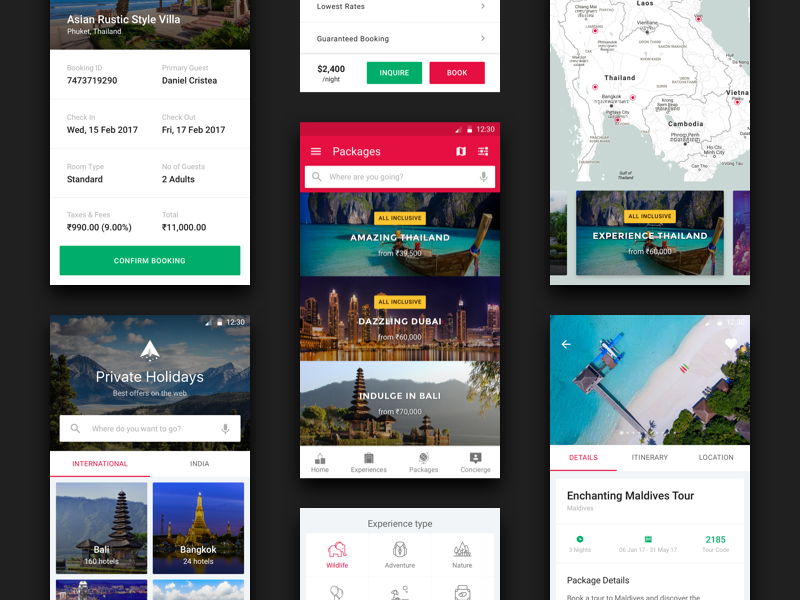 Asian Rustic Style Villa
Phuket, Thailand
Booking ID
Primary Guest
7473719290
Daniel Cristea
Check In
Check Out
Wed, 15 Feb 2017
Fri, 17 Feb 2017
Room Type
No of Guests
Standard
2 Adults
Taxes & Fees
Total
₹990.00 (9.00%)
₹11,000.00
CONFIRM BOOKING
12:30
Private Holidays
Best offers on the web
Where do you want to go?
INTERNATIONAL
INDIA
Bali
160 hotels
Bangkok
24 hotels
Lowest Rates
Guaranteed Booking
$2,400
/night
INQUIRE
BOOK
12:30
Packages
Where are you going?
ALL INCLUSIVE
AMAZING THAILAND
from ₹39,500
ALL INCLUSIVE
DAZZLING DUBAI
from ₹60,000
INDULGE IN BALI
from ₹70,000
Home
Experiences
Packages
Concierge
Experience type
Wildlife
Adventure
Nature
Laos
Chiang Mai
Vientiane
Thailand
Bangkok
Pattaya City
Cambodia
Phnom Penh
Vietna
Ho Chi
Minh City
Can Tho
Vung Tau
Gulf of
Thailand
ALL INCLUSIVE
EXPERIENCE THAILAND
from ₹60,000
12:30
DETAILS
ITINERARY
LOCATION
Enchanting Maldives Tour
Maldives
2185
3 Nights
06 Jan 17 - 31 May 17
Tour Code
Package Details
Book a tour to Maldives and discover the